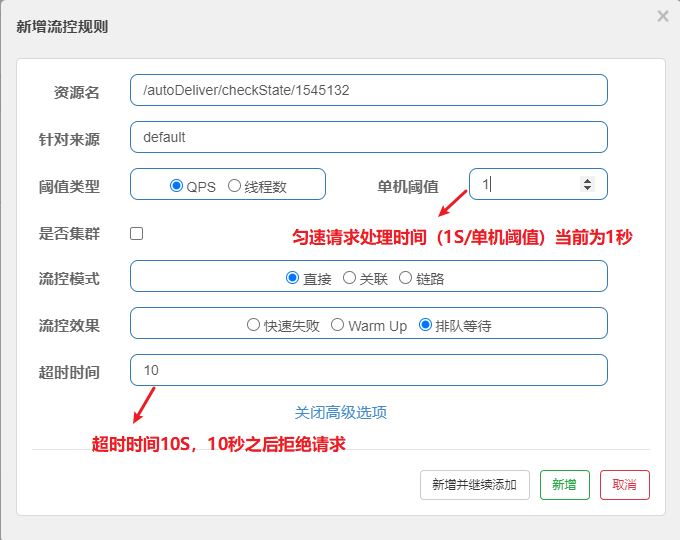 新增流控规则
×
资源名 /autoDeliver/checkState/1545132
针对来源 default
阈值类型 QPS 线程数 单机阈值 1
是否集群 匀速请求处理时间（1S/单机阈值）当前为1秒
流控模式 直接 关联 链路
流控效果 快速失败 Warm Up 排队等待
超时时间 10
关闭高级选项
超时时间10S，10秒之后拒绝请求
新增并继续添加 新增 取消